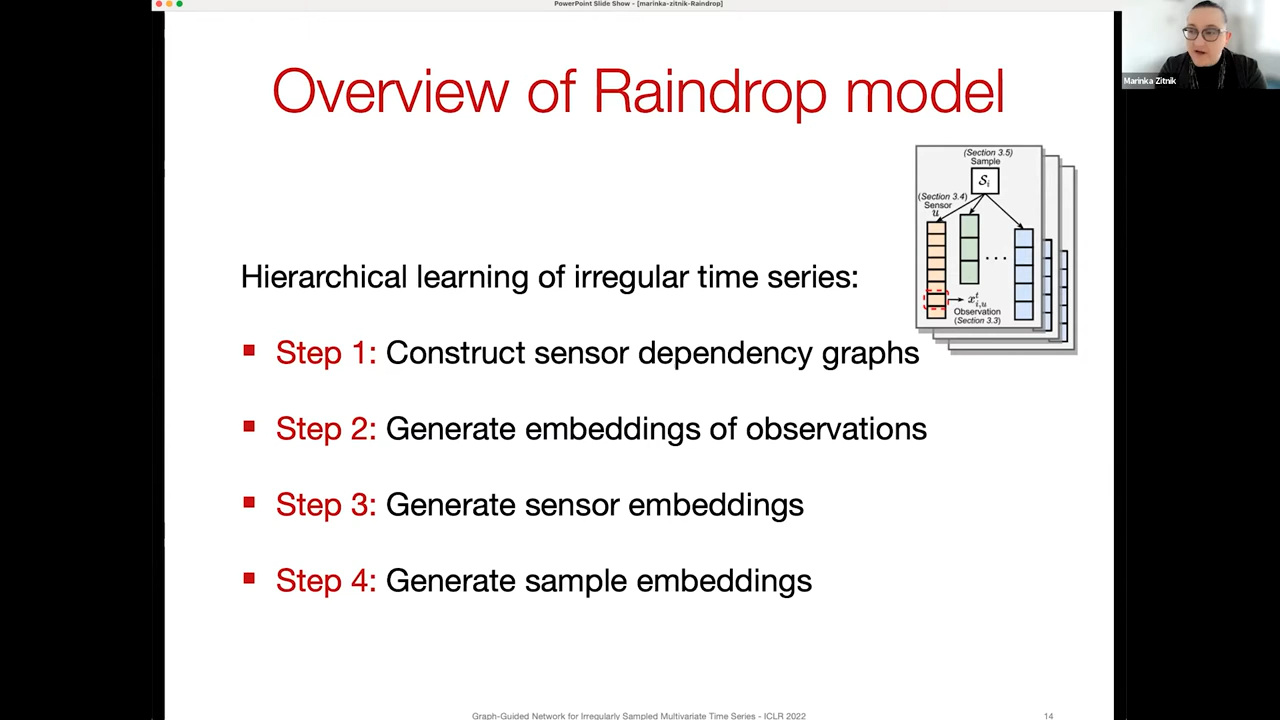 PowerPoint Slide Show - [marinka-zitnik-Raindrop]
Marinka Zitnik
Overview of Raindrop model
(Section 3.5)
Sample
𝒮i
(Section 3.4)
Sensor
u
...
x^t_{i,u}
Observation
(Section 3.3)
Hierarchical learning of irregular time series:
▪ Step 1: Construct sensor dependency graphs
▪ Step 2: Generate embeddings of observations
▪ Step 3: Generate sensor embeddings
▪ Step 4: Generate sample embeddings
Graph-Guided Network for Irregularly Sampled Multivariate Time Series - ICLR 2022
14